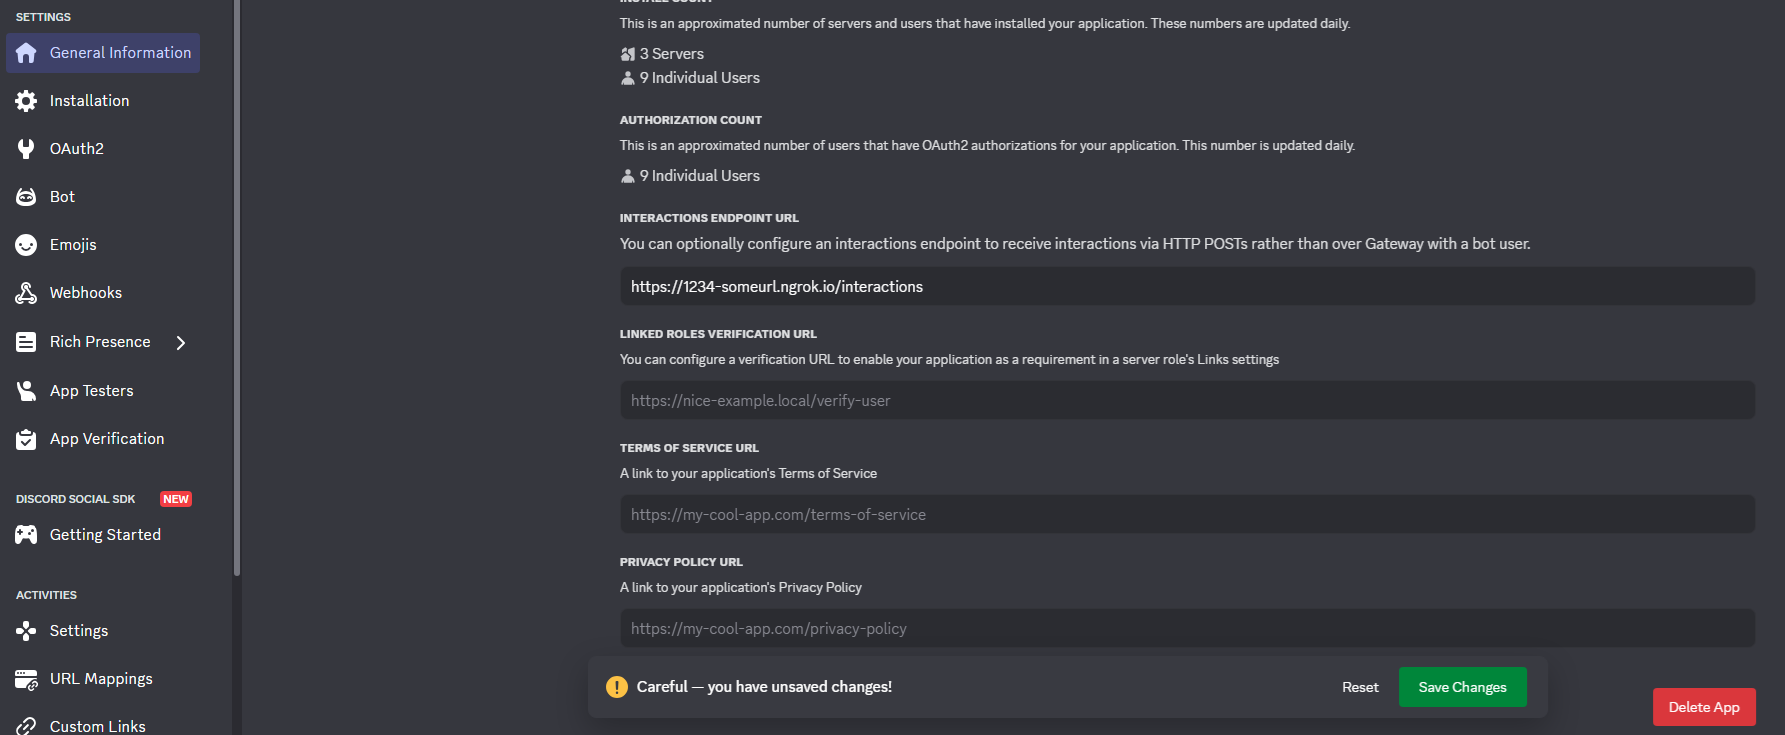 SETTINGS
General Information
Installation
OAuth2
Bot
Emojis
Webhooks
Rich Presence
App Testers
App Verification
DISCORD SOCIAL SDK NEW
Getting Started
ACTIVITIES
Settings
URL Mappings
Custom Links
INSTALL COUNT
This is an approximated number of servers and users that have installed your application. These numbers are updated daily.
3 Servers
9 Individual Users
AUTHORIZATION COUNT
This is an approximated number of users that have OAuth2 authorizations for your application. This number is updated daily.
9 Individual Users
INTERACTIONS ENDPOINT URL
You can optionally configure an interactions endpoint to receive interactions via HTTP POSTs rather than over Gateway with a bot user.
https://1234-someurl.ngrok.io/interactions
LINKED ROLES VERIFICATION URL
You can configure a verification URL to enable your application as a requirement in a server role's Links settings
https://nice-example.local/verify-user
TERMS OF SERVICE URL
A link to your application's Terms of Service
https://my-cool-app.com/terms-of-service
PRIVACY POLICY URL
A link to your application's Privacy Policy
https://my-cool-app.com/privacy-policy
Careful — you have unsaved changes!
Reset
Save Changes
Delete App